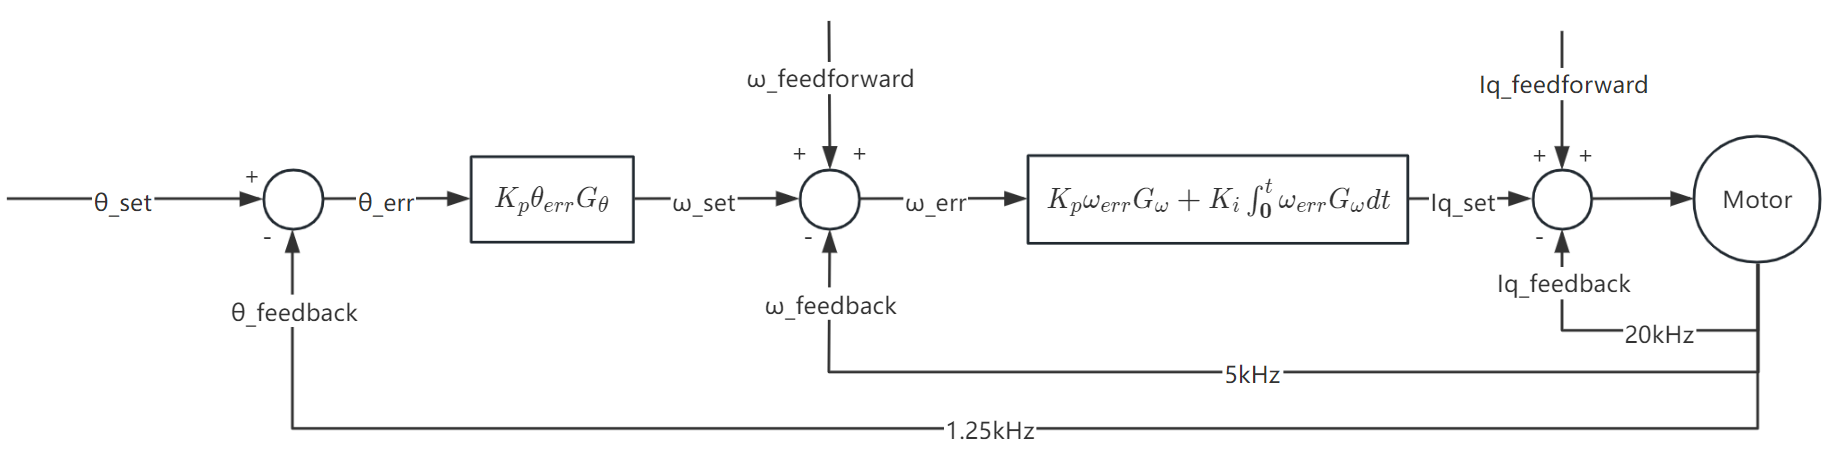 ω_feedforward
Iq_feedforward
+ + + +
+
θ_set θ_err $K_p\theta_{err}G_\theta$ ω_set ω_err $K_p\omega_{err}G_\omega + K_i\int_0^t \omega_{err}G_\omega dt$ Iq_set Motor
- - -
Iq_feedback
ω_feedback
θ_feedback
20kHz
5kHz
1.25kHz